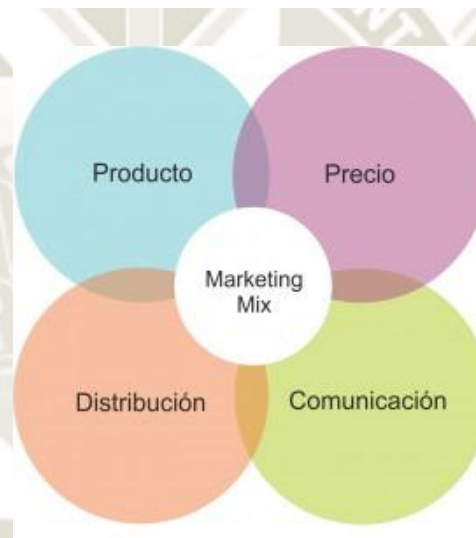 Producto
Precio
Marketing
Mix
Distribución
Comunicación